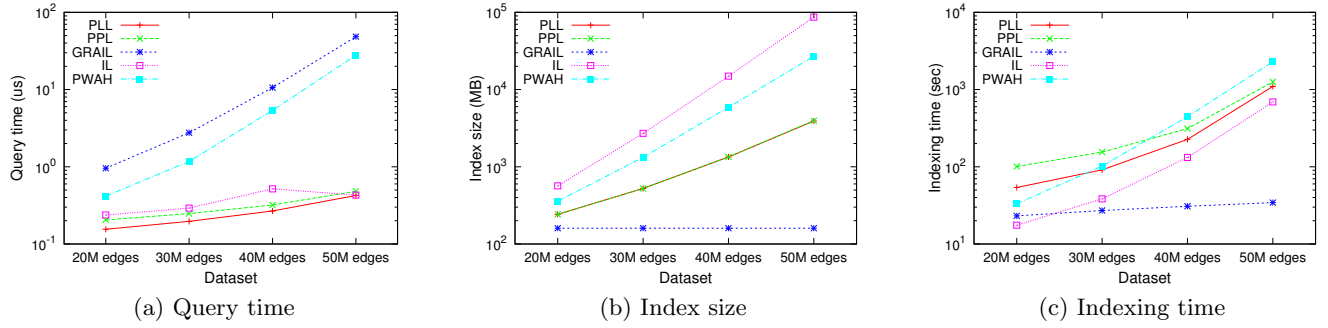 PLL
PPL
GRAIL
IL
PWAH
10^2
10^1
10^0
10^-1
Query time (us)
20M edges 30M edges 40M edges 50M edges
Dataset
(a) Query time
PLL
PPL
GRAIL
IL
PWAH
10^5
10^4
10^3
10^2
Index size (MB)
20M edges 30M edges 40M edges 50M edges
Dataset
(b) Index size
PLL
PPL
GRAIL
IL
PWAH
10^4
10^3
10^2
10^1
Indexing time (sec)
20M edges 30M edges 40M edges 50M edges
Dataset
(c) Indexing time